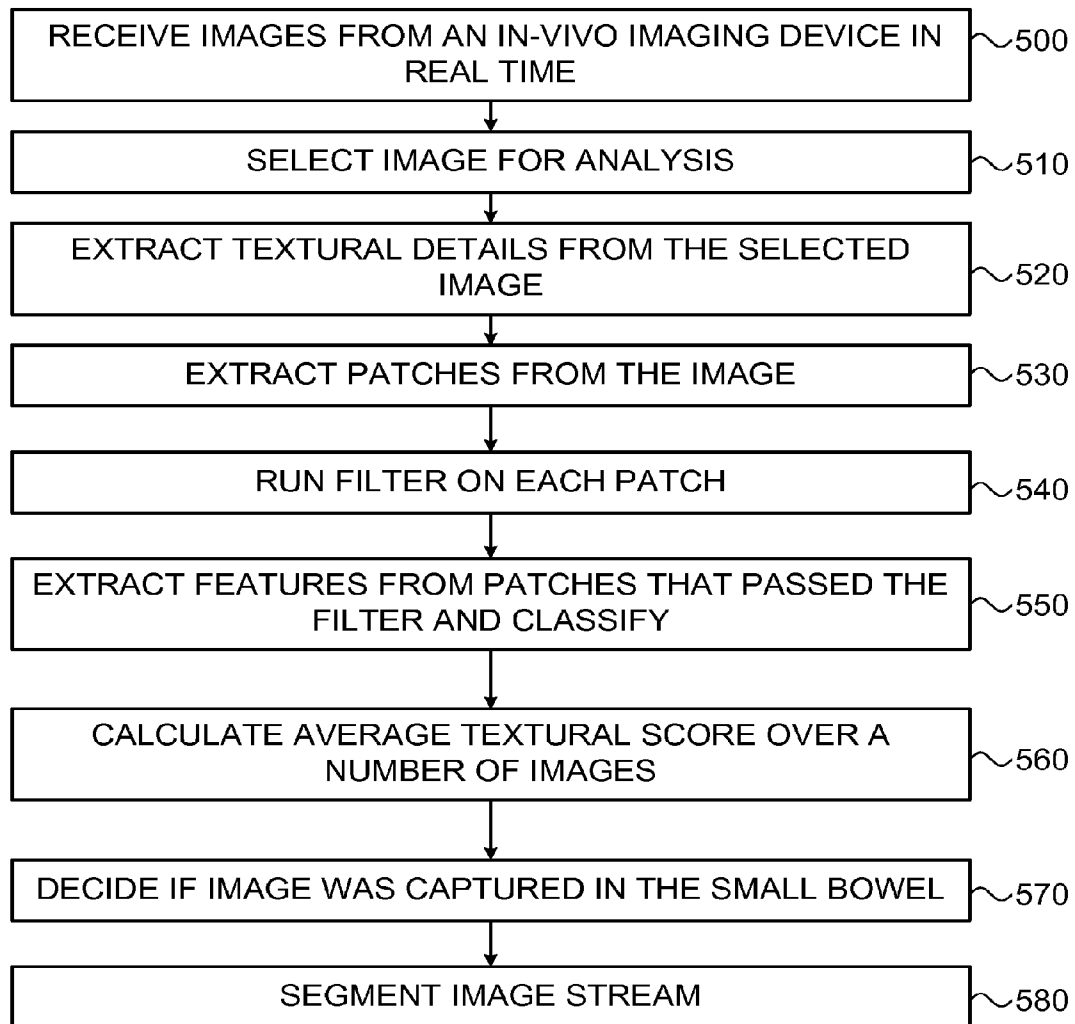 RECEIVE IMAGES FROM AN IN-VIVO IMAGING DEVICE IN
REAL TIME
500
SELECT IMAGE FOR ANALYSIS
510
EXTRACT TEXTURAL DETAILS FROM THE SELECTED
IMAGE
520
EXTRACT PATCHES FROM THE IMAGE
530
RUN FILTER ON EACH PATCH
540
EXTRACT FEATURES FROM PATCHES THAT PASSED THE
FILTER AND CLASSIFY
550
CALCULATE AVERAGE TEXTURAL SCORE OVER A
NUMBER OF IMAGES
560
DECIDE IF IMAGE WAS CAPTURED IN THE SMALL BOWEL
570
SEGMENT IMAGE STREAM
580